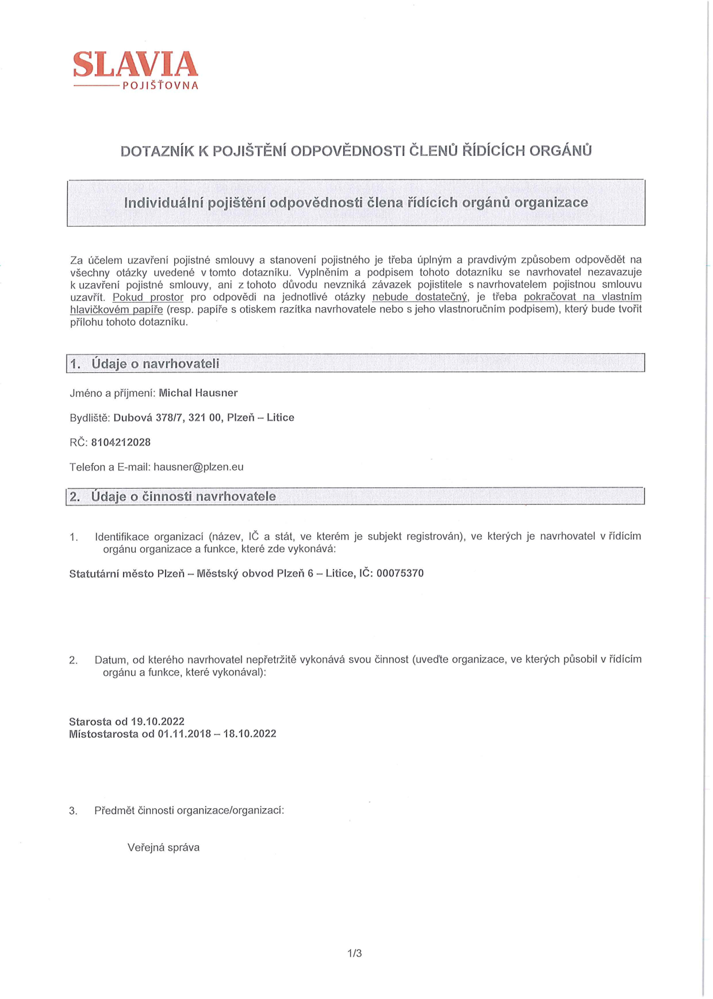 SLAVIA
POJIŠŤOVNA
DOTAZNÍK K POJIŠTĚNÍ ODPOVĚDNOSTI ČLENŮ ŘÍDÍCÍCH ORGÁNŮ
Individuální pojištění odpovědnosti člena řídících orgánů organizace
Za účelem uzavření pojistné smlouvy a stanovení pojistného je třeba úplným a pravdivým způsobem odpovědět na
všechny otázky uvedené v tomto dotazníku. Vyplněním a podpisem tohoto dotazníku se navrhovatel nezavazuje
k uzavření pojistné smlouvy, ani z tohoto důvodu nevzniká závazek pojistitele s navrhovatelem pojistnou smlouvu
uzavřít. Pokud prostor pro odpovědi na jednotlivé otázky nebude dostatečný, je třeba pokračovat na vlastním
hlavičkovém papíře (resp. papíře s otiskem razítka navrhovatele nebo s jeho vlastnoručním podpisem), který bude tvořit
přílohu tohoto dotazníku.
1. Údaje o navrhovateli
Jméno a příjmení: Michal Hausner
Bydliště: Dubová 378/7, 321 00, Plzeň – Litice
RČ: 8104212028
Telefon a E-mail: hausner@plzen.eu
2. Údaje o činnosti navrhovatele
1. Identifikace organizací (název, IČ a stát, ve kterém je subjekt registrován), ve kterých je navrhovatel v řídícím
orgánu organizace a funkce, které zde vykonává:
Statutární město Plzeň – Městský obvod Plzeň 6 – Litice, IČ: 00075370
2. Datum, od kterého navrhovatel nepřetržitě vykonává svou činnost (uveďte organizace, ve kterých působil v řídícím
orgánu a funkce, které vykonával):
Starosta od 19.10.2022
Místostarosta od 01.11.2018 – 18.10.2022
3. Předmět činnosti organizace/organizací:
Veřejná správa
1/3